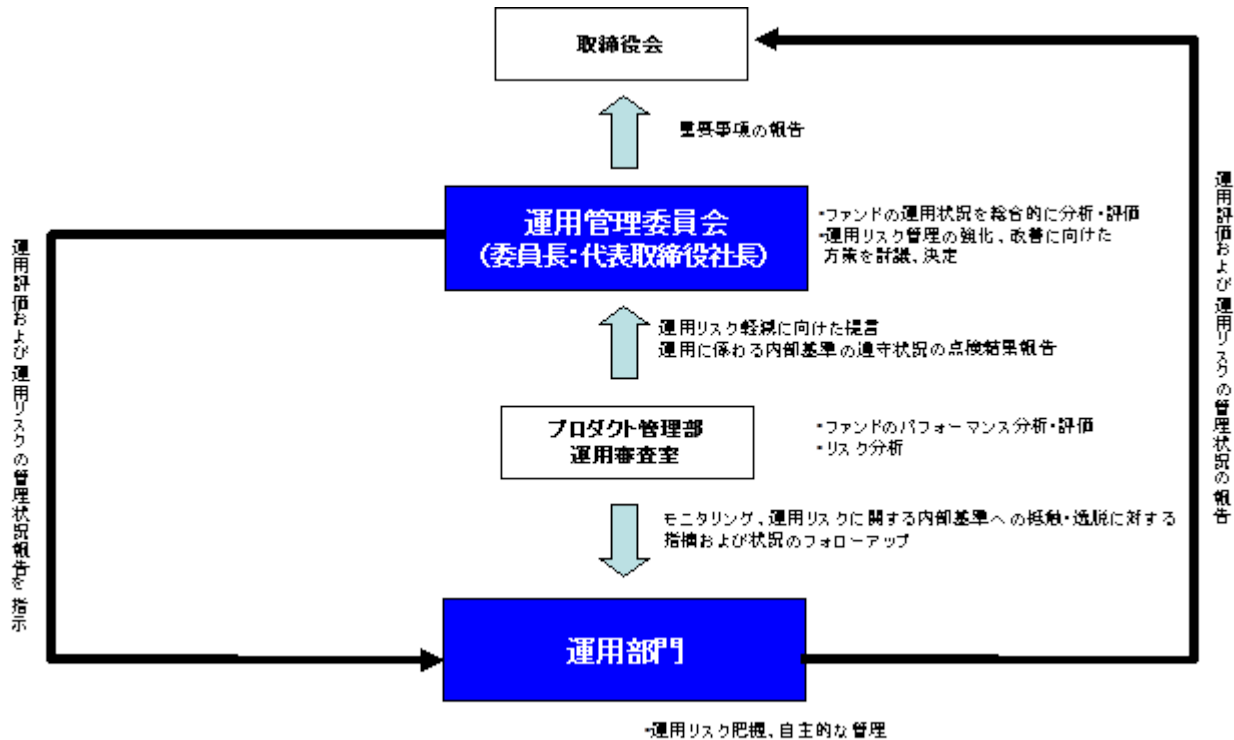 取締役会
重要事項の報告
運用管理委員会
(委員長:代表取締役社長)
・ファンドの運用状況を総合的に分析・評価
・運用リスク管理の強化、改善に向けた
方策を討議、決定
運用リスク軽減に向けた提言
運用に係わる内部基準の遵守状況の点検結果報告
プロダクト管理部
運用審査室
・ファンドのパフォーマンス分析・評価
・リスク分析
モニタリング、運用リスクに関する内部基準への抵触・逸脱に対する
指摘および状況のフォローアップ
運用部門
・運用リスク把握、自主的な管理
運用評価および運用リスクの管理状況報告を指示
運用評価および運用リスクの管理状況の報告